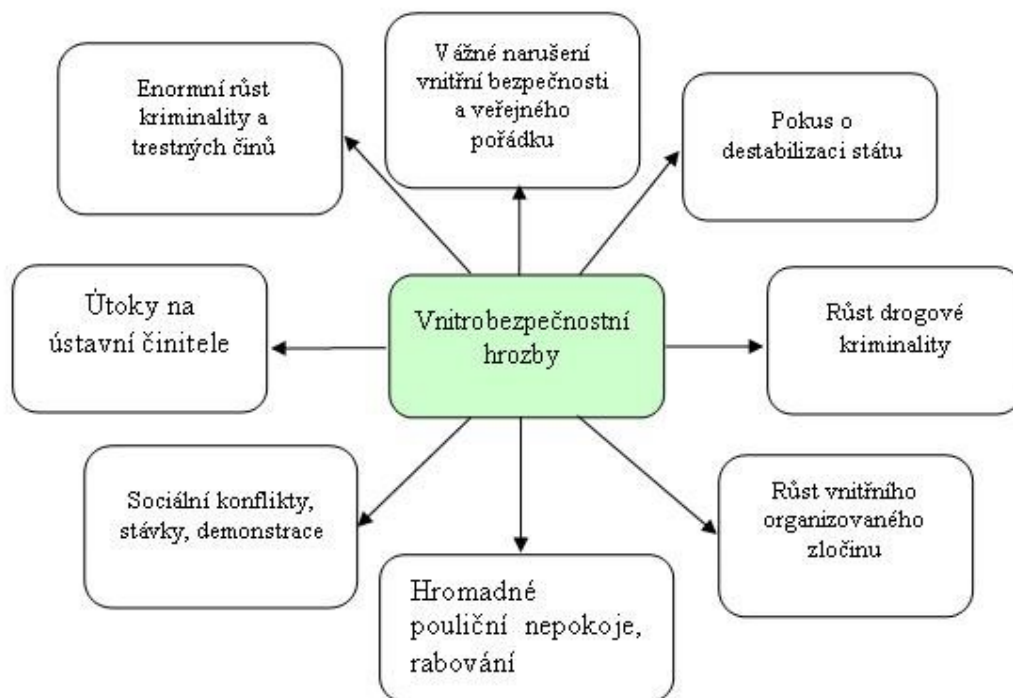 Enormní růst
kriminality a
trestných činů
Vážné narušení
vnitřní bezpečnosti
a veřejného
pořádku
Pokus o
destabilizaci státu
Útoky na
ústavní činitele
Vnitrobezpečnostní
hrozby
Růst drogové
kriminality
Sociální konflikty,
stávky, demonstrace
Hromadné
pouliční nepokoje,
rabování
Růst vnitřního
organizovaného
zločinu